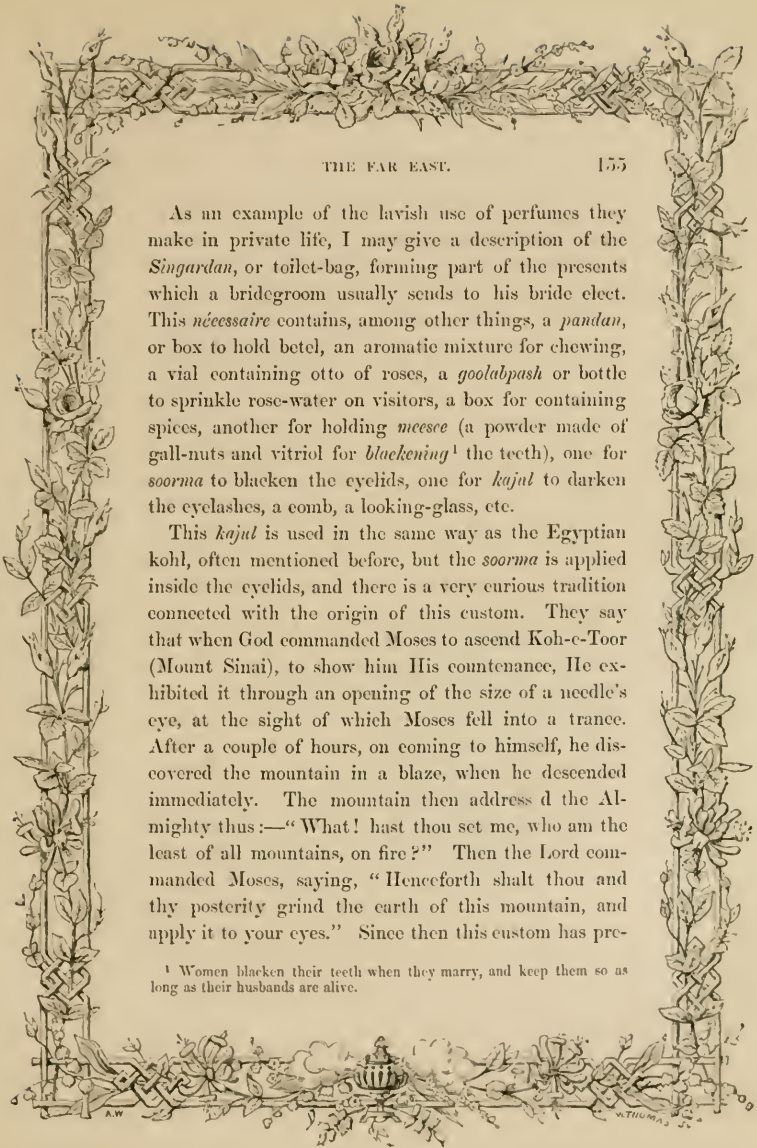 THE FAR EAST. 155
As an example of the lavish use of perfumes they
make in private life, I may give a description of the
Singardan, or toilet-bag, forming part of the presents
which a bridegroom usually sends to his bride elect.
This nécessaire contains, among other things, a pandan,
or box to hold betel, an aromatic mixture for chewing,
a vial containing otto of roses, a goolabpash or bottle
to sprinkle rose-water on visitors, a box for containing
spices, another for holding meesee (a powder made of
gall-nuts and vitriol for blackening¹ the teeth), one for
soorma to blacken the eyelids, one for kajul to darken
the eyelashes, a comb, a looking-glass, etc.
This kajul is used in the same way as the Egyptian
kohl, often mentioned before, but the soorma is applied
inside the eyelids, and there is a very curious tradition
connected with the origin of this custom. They say
that when God commanded Moses to ascend Koh-e-Toor
(Mount Sinai), to show him His countenance, He ex-
hibited it through an opening of the size of a needle's
eye, at the sight of which Moses fell into a trance.
After a couple of hours, on coming to himself, he dis-
covered the mountain in a blaze, when he descended
immediately. The mountain then address d the Al-
mighty thus:—“What! hast thou set me, who am the
least of all mountains, on fire?” Then the Lord com-
manded Moses, saying, “Henceforth shalt thou and
thy posterity grind the earth of this mountain, and
apply it to your eyes.” Since then this custom has pre-
¹ Women blacken their teeth when they marry, and keep them so as
long as their husbands are alive.
A.W W.THOMAS Sc